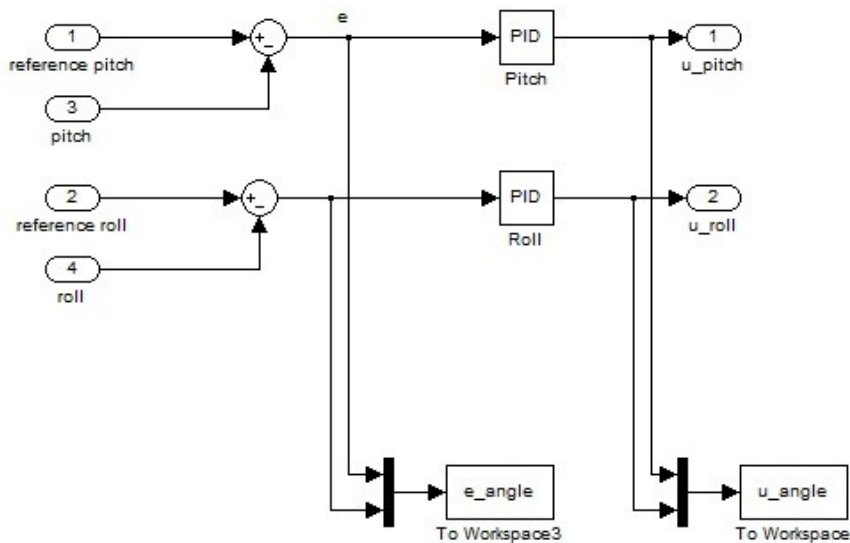 e
1
+
−
PID
1
reference pitch
Pitch
u_pitch
3
pitch
2
+
−
PID
2
reference roll
Roll
u_roll
4
roll
e_angle
u_angle
To Workspace3
To Workspace